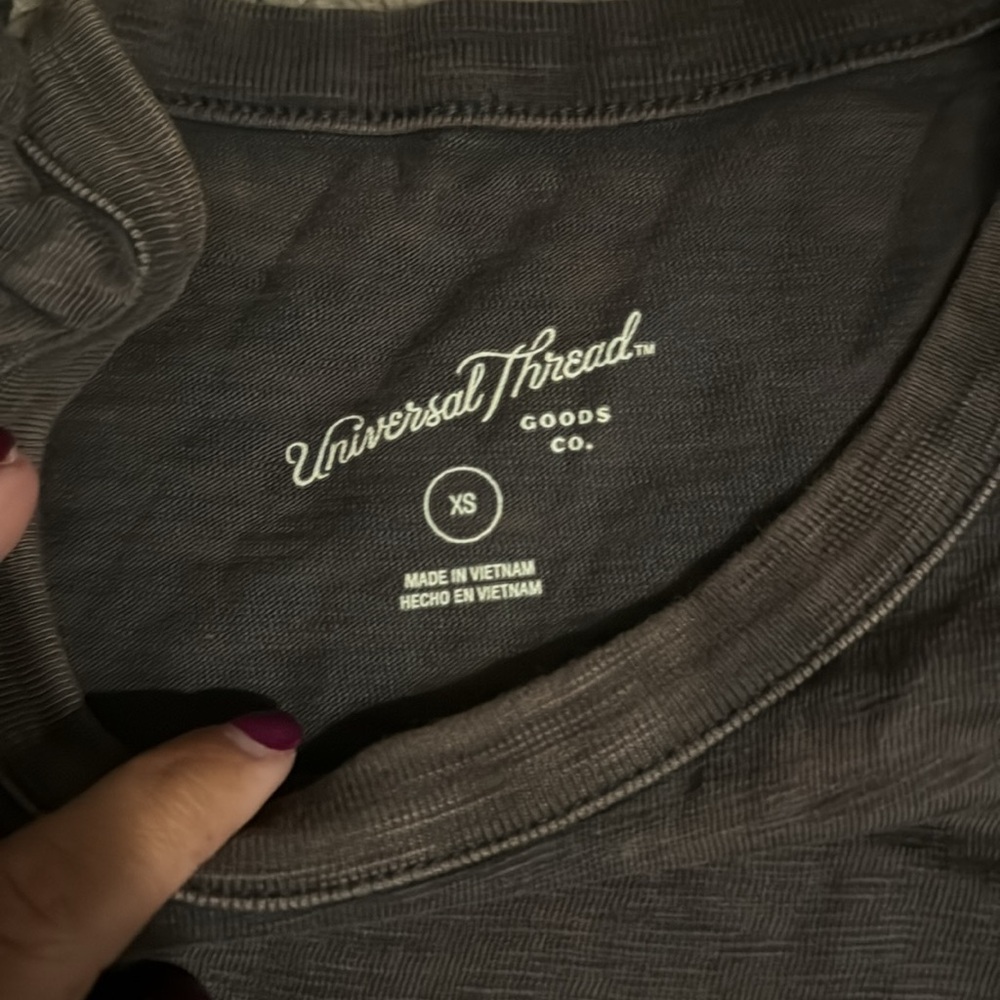 Universal Thread™
GOODS
CO.
XS
MADE IN VIETNAM
HECHO EN VIETNAM